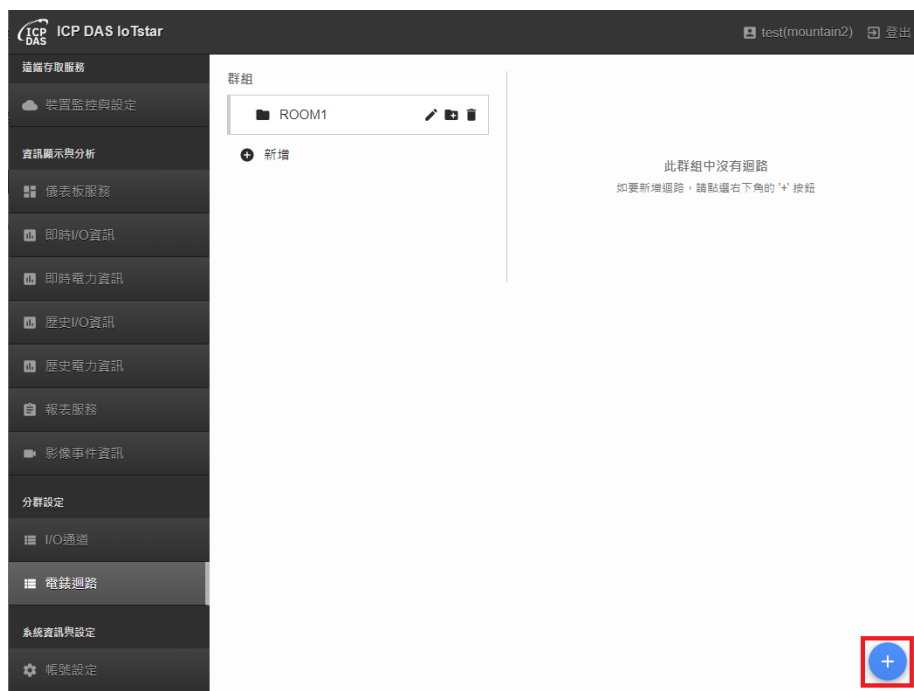 ICP DAS
ICP DAS IoTstar
test(mountain2) 登出
遠端存取服務
裝置監控與設定
資訊顯示與分析
儀表板服務
即時I/O資訊
即時電力資訊
歷史I/O資訊
歷史電力資訊
報表服務
影像事件資訊
分群設定
I/O通道
電錶迴路
系統資訊與設定
帳號設定
群組
ROOM1
新增
此群組中沒有迴路
如要新增迴路，請點選右下角的 '+' 按鈕
+